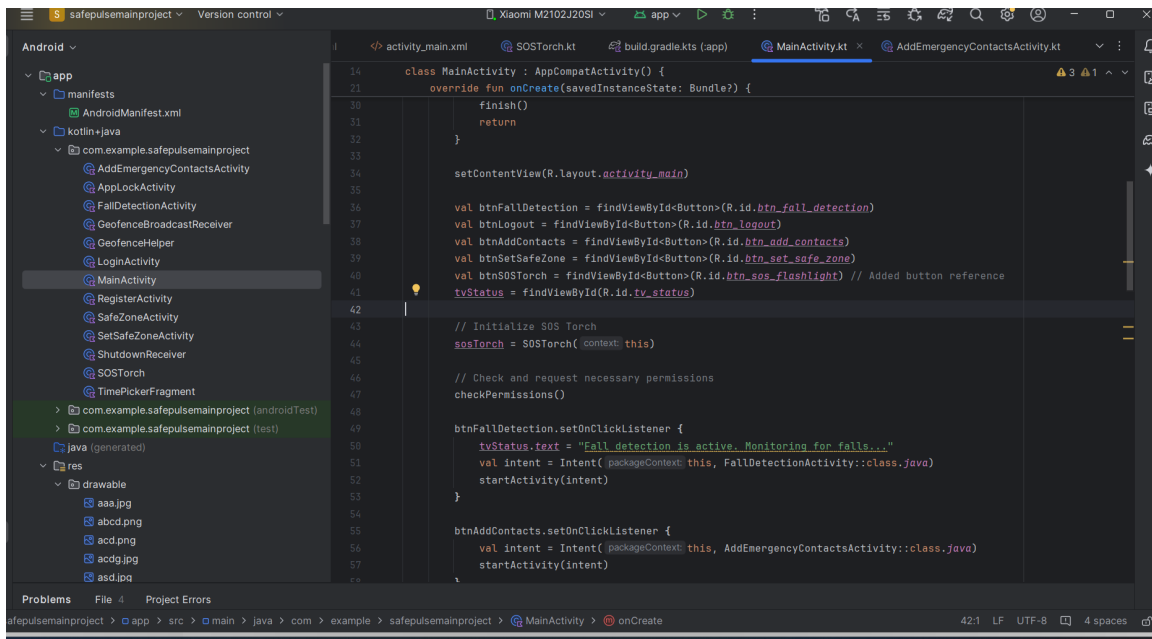 S safepulsemainproject Version control Xiaomi M2102J20SI app
Android
activity_main.xml SOSTorch.kt build.gradle.kts (:app) MainActivity.kt AddEmergencyContactsActivity.kt
app
manifests
AndroidManifest.xml
kotlin+java
com.example.safepulsemainproject
AddEmergencyContactsActivity
AppLockActivity
FallDetectionActivity
GeofenceBroadcastReceiver
GeofenceHelper
LoginActivity
MainActivity
RegisterActivity
SafeZoneActivity
SetSafeZoneActivity
ShutdownReceiver
SOSTorch
TimePickerFragment
com.example.safepulsemainproject (androidTest)
com.example.safepulsemainproject (test)
java (generated)
res
drawable
aaa.jpg
abcd.png
acd.png
acdg.jpg
asd.jpg
3 1
14 class MainActivity : AppCompatActivity() {
21 override fun onCreate(savedInstanceState: Bundle?) {
30 finish()
31 return
32 }
33
34 setContentView(R.layout.activity_main)
35
36 val btnFallDetection = findViewById<Button>(R.id.btn_fall_detection)
37 val btnLogout = findViewById<Button>(R.id.btn_logout)
38 val btnAddContacts = findViewById<Button>(R.id.btn_add_contacts)
39 val btnSetSafeZone = findViewById<Button>(R.id.btn_set_safe_zone)
40 val btnSOSTorch = findViewById<Button>(R.id.btn_sos_flashlight) // Added button reference
41 tvStatus = findViewById(R.id.tv_status)
42
43 // Initialize SOS Torch
44 sosTorch = SOSTorch( context: this)
45
46 // Check and request necessary permissions
47 checkPermissions()
48
49 btnFallDetection.setOnClickListener {
50 tvStatus.text = "Fall detection is active. Monitoring for falls..."
51 val intent = Intent( packageContext: this, FallDetectionActivity::class.java)
52 startActivity(intent)
53 }
54
55 btnAddContacts.setOnClickListener {
56 val intent = Intent( packageContext: this, AddEmergencyContactsActivity::class.java)
57 startActivity(intent)
58 }
Problems File 4 Project Errors
afepulsemainproject > app > src > main > java > com > example > safepulsemainproject > MainActivity > onCreate 42:1 LF UTF-8 4 spaces